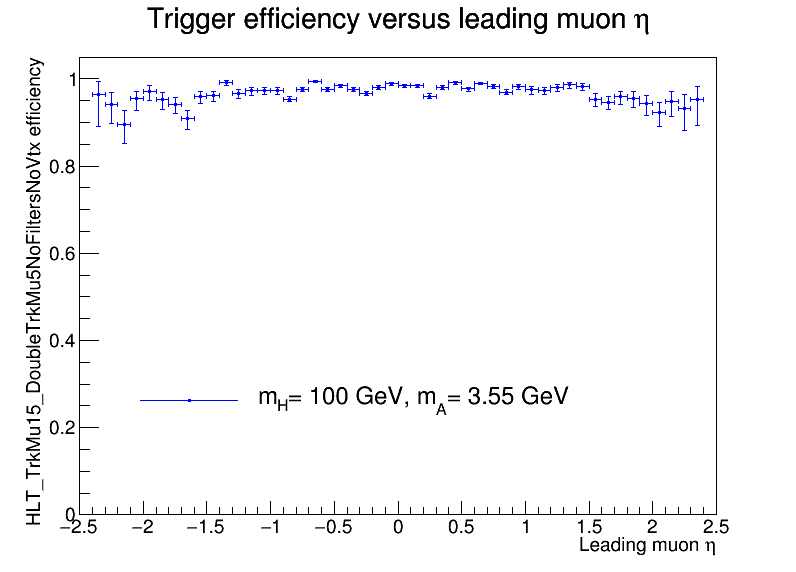 Trigger efficiency versus leading muon η
HLT_TrkMu15_DoubleTrkMu5NoFiltersNoVtx efficiency
1
0.8
0.6
0.4
0.2
0
m_H= 100 GeV, m_A= 3.55 GeV
−2.5 −2 −1.5 −1 −0.5 0 0.5 1 1.5 2 2.5
Leading muon η